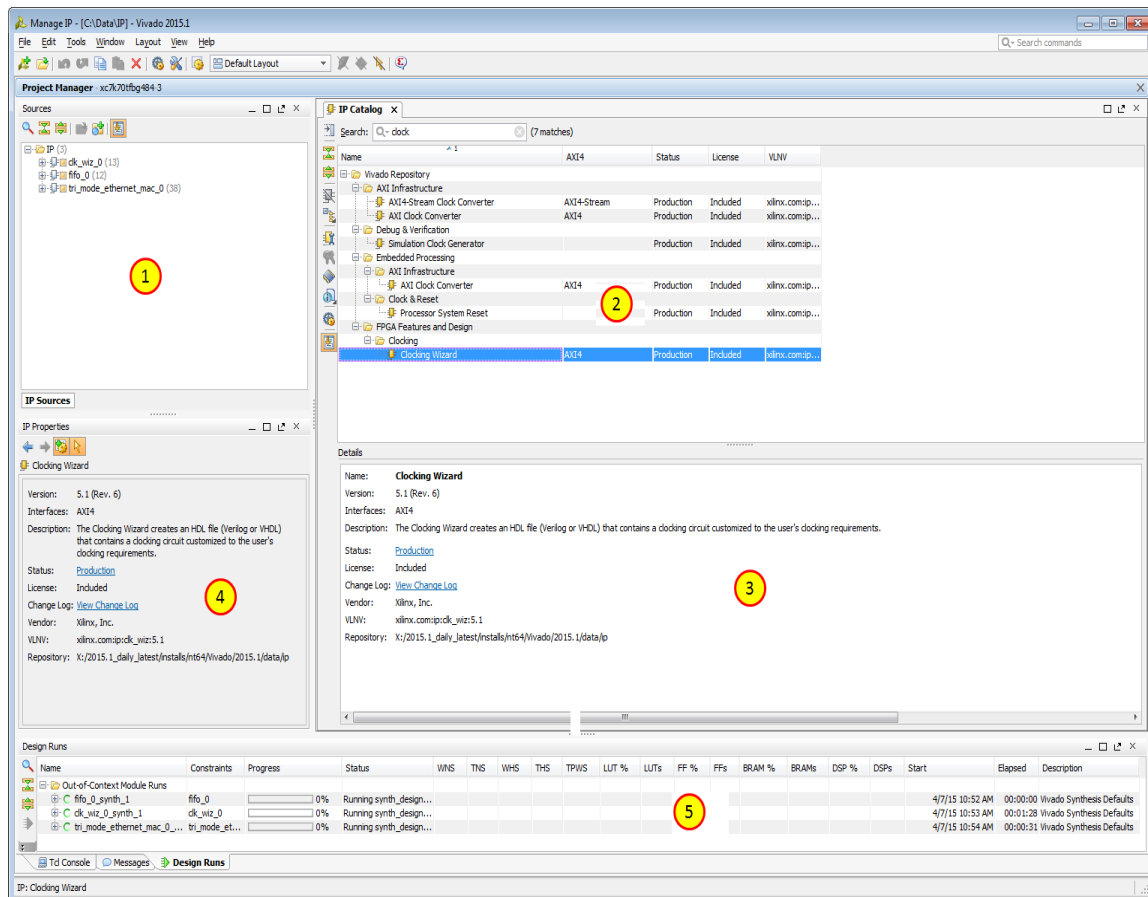 Manage IP - [C:\Data\IP] - Vivado 2015.1
File Edit Tools Window Layout View Help
Q- Search commands
Default Layout
Project Manager - xc7k70tfbg484-3
Sources
IP (3)
clk_wiz_0 (13)
fifo_0 (12)
tri_mode_ethernet_mac_0 (38)
1
IP Sources
IP Properties
Clocking Wizard
Version: 5.1 (Rev. 6)
Interfaces: AXI4
Description: The Clocking Wizard creates an HDL file (Verilog or VHDL)
that contains a clocking circuit customized to the user's
clocking requirements.
Status: Production
License: Included
Change Log: View Change Log
Vendor: Xilinx, Inc.
VLNV: xilinx.com:ip:clk_wiz:5.1
Repository: X:/2015.1_daily_latest/installs/nt64/Vivado/2015.1/data/ip
4
IP Catalog
Search: clock (7 matches)
Name 1 AXI4 Status License VLNV
Vivado Repository
AXI Infrastructure
AXI4-Stream Clock Converter AXI4-Stream Production Included xilinx.com:ip...
AXI Clock Converter AXI4 Production Included xilinx.com:ip...
Debug & Verification
Simulation Clock Generator Production Included xilinx.com:ip...
Embedded Processing
AXI Infrastructure
AXI Clock Converter AXI4 Production Included xilinx.com:ip...
Clock & Reset
Processor System Reset Production Included xilinx.com:ip...
FPGA Features and Design
Clocking
Clocking Wizard AXI4 Production Included xilinx.com:ip...
2
Details
Name: Clocking Wizard
Version: 5.1 (Rev. 6)
Interfaces: AXI4
Description: The Clocking Wizard creates an HDL file (Verilog or VHDL) that contains a clocking circuit customized to the user's clocking requirements.
Status: Production
License: Included
Change Log: View Change Log
Vendor: Xilinx, Inc.
VLNV: xilinx.com:ip:clk_wiz:5.1
Repository: X:/2015.1_daily_latest/installs/nt64/Vivado/2015.1/data/ip
3
Design Runs
Name Constraints Progress Status WNS TNS WHS THS TPWS LUT % LUTs FF % FFs BRAM % BRAMs DSP % DSPs Start Elapsed Description
Out-of-Context Module Runs
fifo_0_synth_1 fifo_0 0% Running synth_design... 4/7/15 10:52 AM 00:00:00 Vivado Synthesis Defaults
clk_wiz_0_synth_1 clk_wiz_0 0% Running synth_design... 4/7/15 10:53 AM 00:01:28 Vivado Synthesis Defaults
tri_mode_ethernet_mac_0_... tri_mode_et... 0% Running synth_design... 4/7/15 10:54 AM 00:00:31 Vivado Synthesis Defaults
5
Tcl Console Messages Design Runs
IP: Clocking Wizard